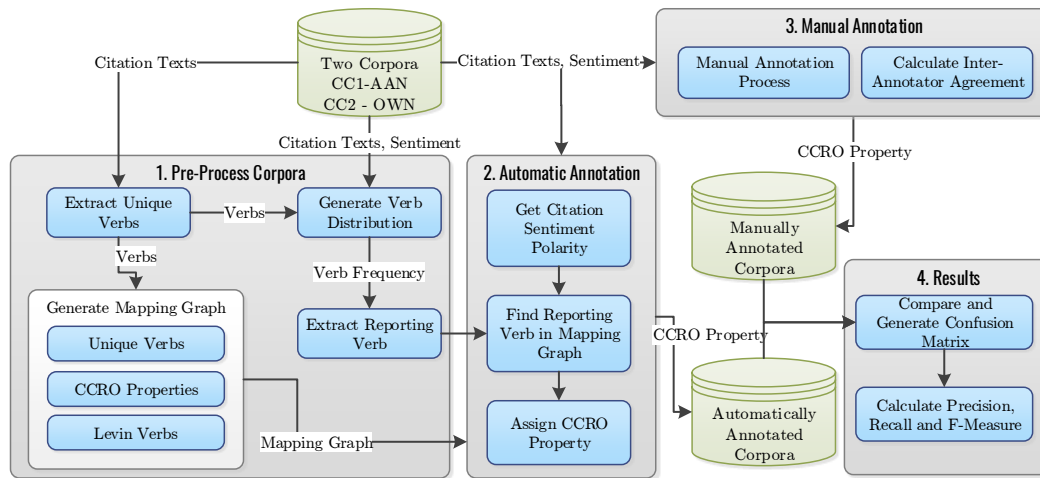 Two Corpora
CC1-AAN
CC2 - OWN
Citation Texts
Citation Texts, Sentiment
Citation Texts, Sentiment
3. Manual Annotation
Manual Annotation
Process
Calculate Inter-
Annotator Agreement
CCRO Property
1. Pre-Process Corpora
Extract Unique
Verbs
Verbs
Generate Verb
Distribution
Verbs
Verb Frequency
Extract Reporting
Verb
Generate Mapping Graph
Unique Verbs
CCRO Properties
Levin Verbs
Mapping Graph
2. Automatic Annotation
Get Citation
Sentiment
Polarity
Find Reporting
Verb in Mapping
Graph
Assign CCRO
Property
CCRO Property
Manually
Annotated
Corpora
Automatically
Annotated
Corpora
4. Results
Compare and
Generate Confusion
Matrix
Calculate Precision,
Recall and F-Measure